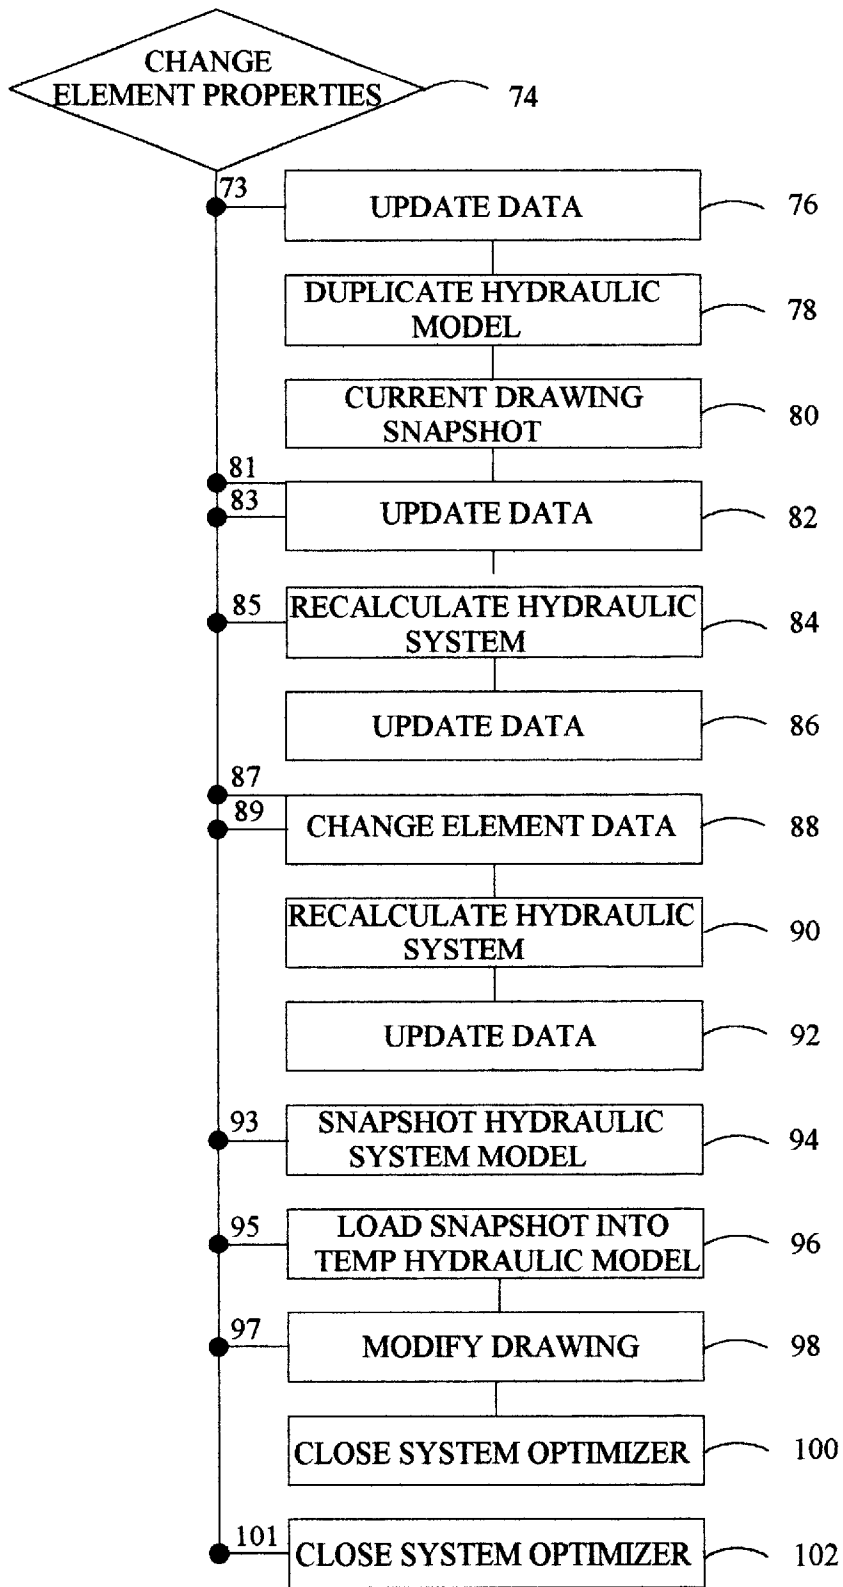 CHANGE
ELEMENT PROPERTIES
74
73
UPDATE DATA
76
DUPLICATE HYDRAULIC
MODEL
78
CURRENT DRAWING
SNAPSHOT
80
81
83
UPDATE DATA
82
85
RECALCULATE HYDRAULIC
SYSTEM
84
UPDATE DATA
86
87
89
CHANGE ELEMENT DATA
88
RECALCULATE HYDRAULIC
SYSTEM
90
UPDATE DATA
92
93
SNAPSHOT HYDRAULIC
SYSTEM MODEL
94
95
LOAD SNAPSHOT INTO
TEMP HYDRAULIC MODEL
96
97
MODIFY DRAWING
98
CLOSE SYSTEM OPTIMIZER
100
101
CLOSE SYSTEM OPTIMIZER
102